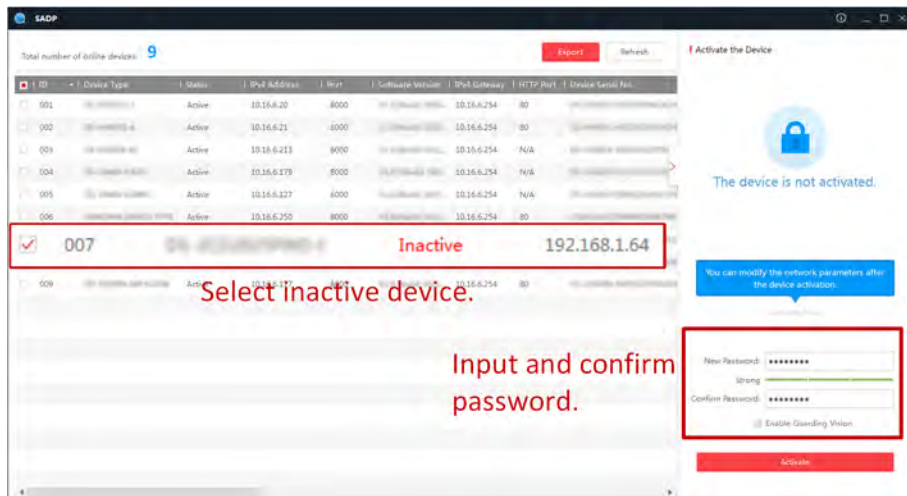 SADP
Total number of online devices: 9
Export
Refresh
Activate the Device
ID Device Type Status IPv4 Address Port Software Version IPv4 Gateway HTTP Port Device Serial No.
001 Active 10.16.6.20 8000 10.16.6.254 80
002 Active 10.16.6.21 8000 10.16.6.254 80
003 Active 10.16.6.213 8000 10.16.6.254 N/A
004 Active 10.16.6.179 8000 10.16.6.254 N/A
005 Active 10.16.6.127 8000 10.16.6.254 N/A
006 Active 10.16.6.250 8000 10.16.6.254 80
The device is not activated.
007 Inactive 192.168.1.64
009 Active 10.16.6.254 80
Select inactive device.
You can modify the network parameters after
the device activation.
Input and confirm
password.
New Password: ••••••••
Strong
Confirm Password: ••••••••
Enable Guarding Vision
Activate